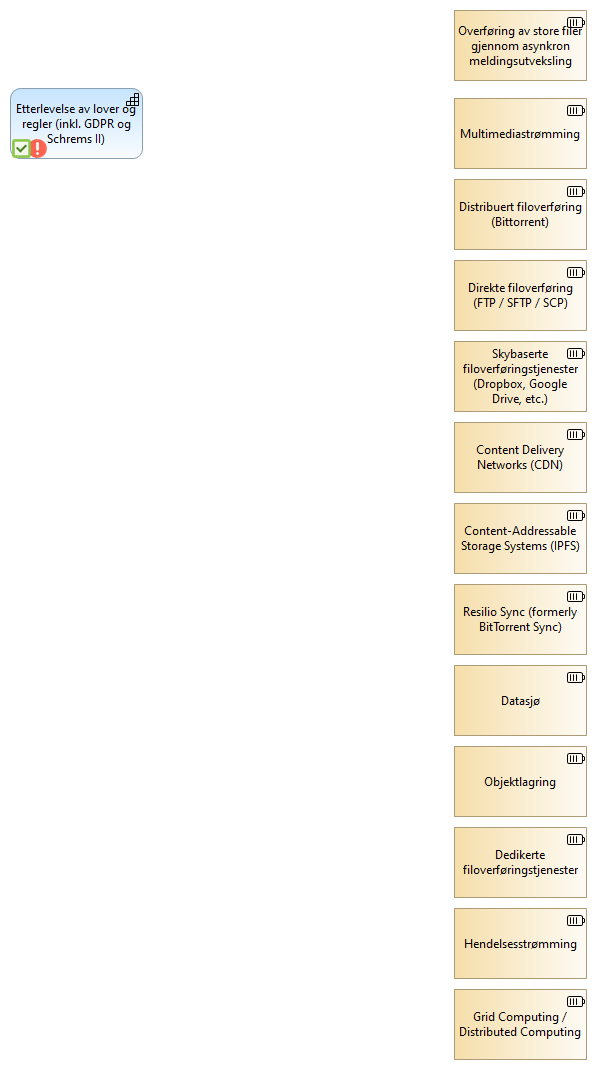 Overføring av store filer
gjennom asynkron
meldingsutveksling
Etterlevelse av lover og
regler (inkl. GDPR og
Schrems II)
Multimediastrømming
Distribuert filoverføring
(Bittorrent)
Direkte filoverføring
(FTP / SFTP / SCP)
Skybaserte
filoverføringstjenester
(Dropbox, Google
Drive, etc.)
Content Delivery
Networks (CDN)
Content-Addressable
Storage Systems (IPFS)
Resilio Sync (formerly
BitTorrent Sync)
Datasjø
Objektlagring
Dedikerte
filoverføringstjenester
Hendelsesstrømming
Grid Computing /
Distributed Computing